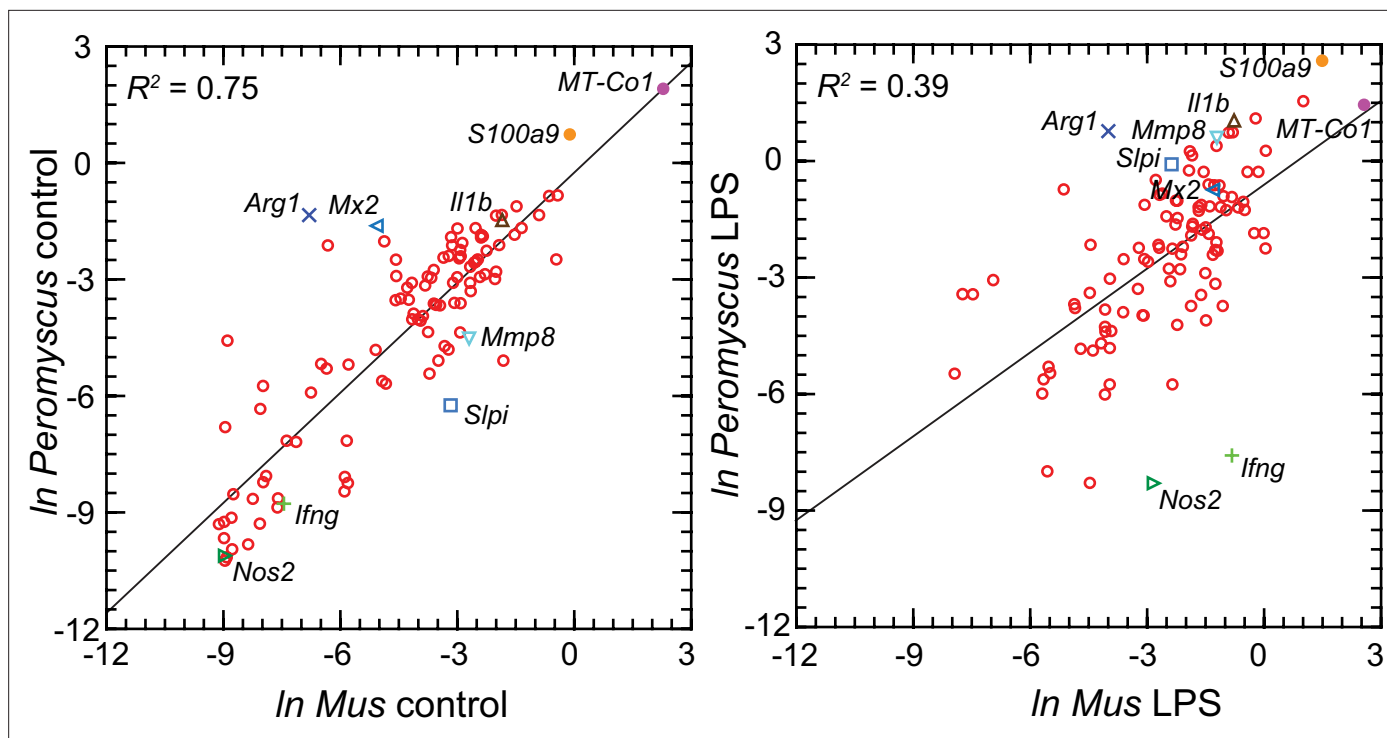 3
0
-3
-6
-9
-12
ln Peromyscus control
R² = 0.75
MT-Co1
S100a9
Arg1
Mx2
Il1b
Mmp8
Slpi
Ifng
Nos2
-12 -9 -6 -3 0 3
ln Mus control
3
0
-3
-6
-9
-12
ln Peromyscus LPS
R² = 0.39
S100a9
Il1b
Arg1
Mmp8
MT-Co1
Slpi
Mx2
Ifng
Nos2
-12 -9 -6 -3 0 3
ln Mus LPS